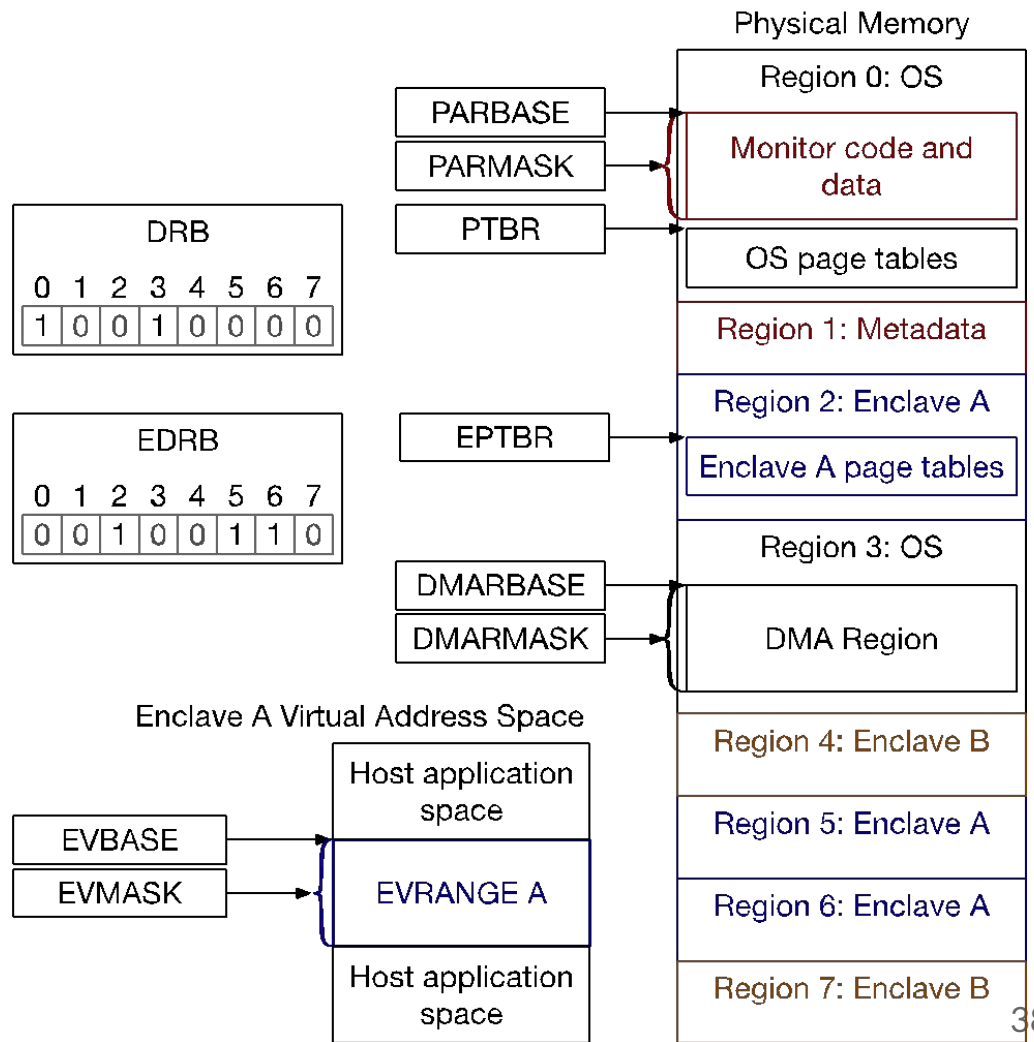 Physical Memory
Region 0: OS
PARBASE
PARMASK
Monitor code and
data
PTBR
OS page tables
DRB
0 1 2 3 4 5 6 7
1 0 0 1 0 0 0 0
Region 1: Metadata
Region 2: Enclave A
EPTBR
Enclave A page tables
EDRB
0 1 2 3 4 5 6 7
0 0 1 0 0 1 1 0
Region 3: OS
DMARBASE
DMARMASK
DMA Region
Enclave A Virtual Address Space
Host application
space
EVBASE
EVMASK
EVRANGE A
Host application
space
Region 4: Enclave B
Region 5: Enclave A
Region 6: Enclave A
Region 7: Enclave B
38